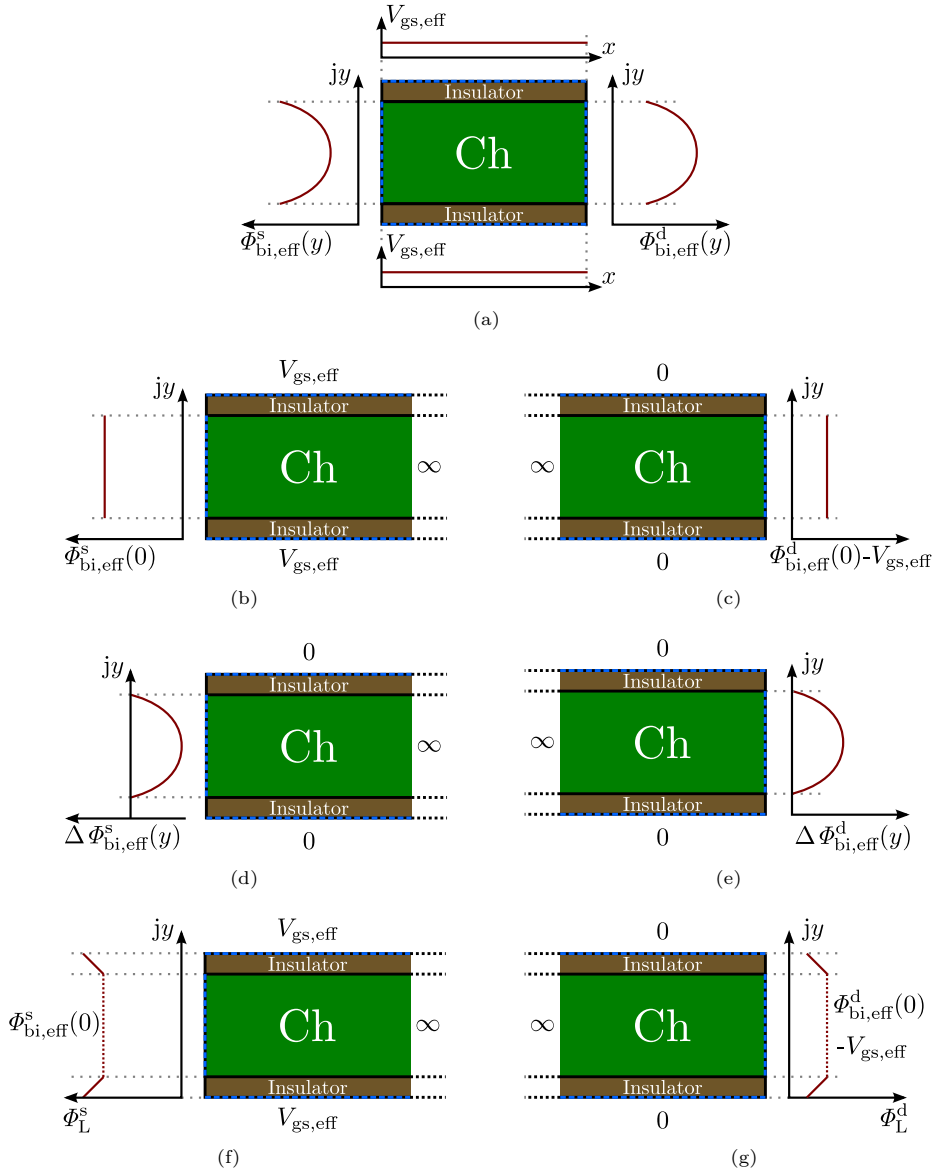 V_gs,eff
x
jy
jy
Insulator
Ch
Insulator
Φ^s_bi,eff(y)
V_gs,eff
Φ^d_bi,eff(y)
x
(a)
V_gs,eff
0
jy
jy
Insulator
Insulator
Ch
∞
∞
Ch
Insulator
Insulator
Φ^s_bi,eff(0)
V_gs,eff
0
Φ^d_bi,eff(0)-V_gs,eff
(b)
(c)
0
0
jy
jy
Insulator
Insulator
Ch
∞
∞
Ch
Insulator
Insulator
ΔΦ^s_bi,eff(y)
0
0
ΔΦ^d_bi,eff(y)
(d)
(e)
V_gs,eff
0
jy
jy
Insulator
Insulator
Φ^s_bi,eff(0)
Ch
∞
∞
Ch
Φ^d_bi,eff(0)
-V_gs,eff
Insulator
Insulator
Φ^s_L
V_gs,eff
0
Φ^d_L
(f)
(g)